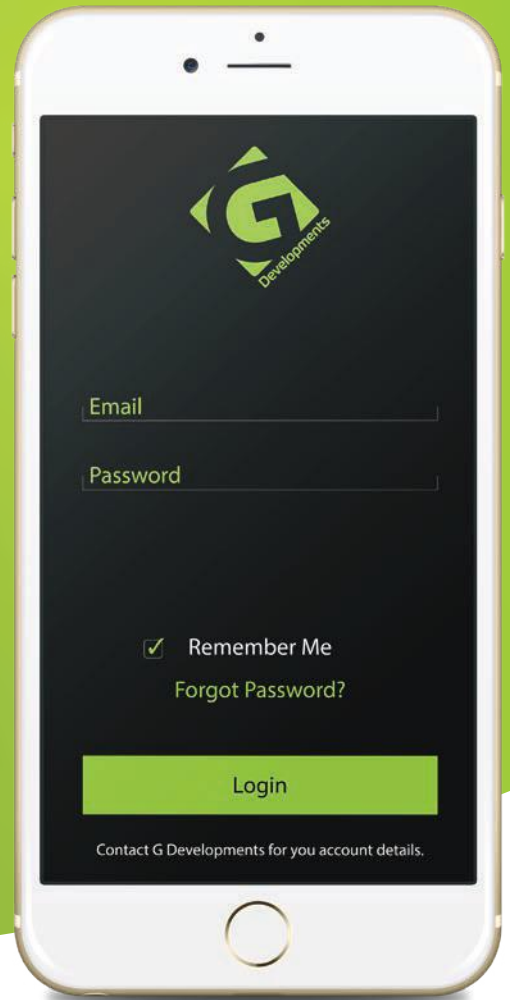 G
Developments
Email
Password
Remember Me
Forgot Password?
Login
Contact G Developments for you account details.